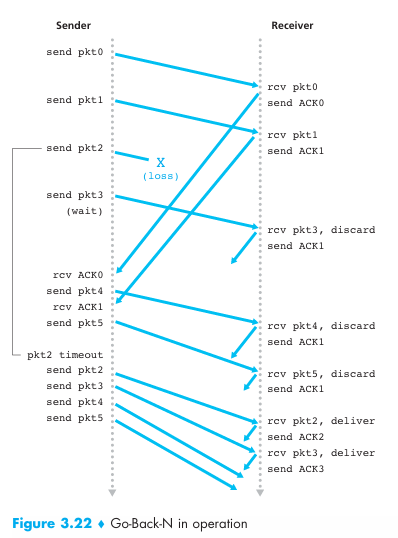 Sender
Receiver
send pkt0
rcv pkt0
send ACK0
send pkt1
rcv pkt1
send ACK1
send pkt2
X
(loss)
send pkt3
(wait)
rcv pkt3, discard
send ACK1
rcv ACK0
send pkt4
rcv ACK1
send pkt5
rcv pkt4, discard
send ACK1
pkt2 timeout
send pkt2
send pkt3
send pkt4
send pkt5
rcv pkt5, discard
send ACK1
rcv pkt2, deliver
send ACK2
rcv pkt3, deliver
send ACK3
Figure 3.22 ♦ Go-Back-N in operation